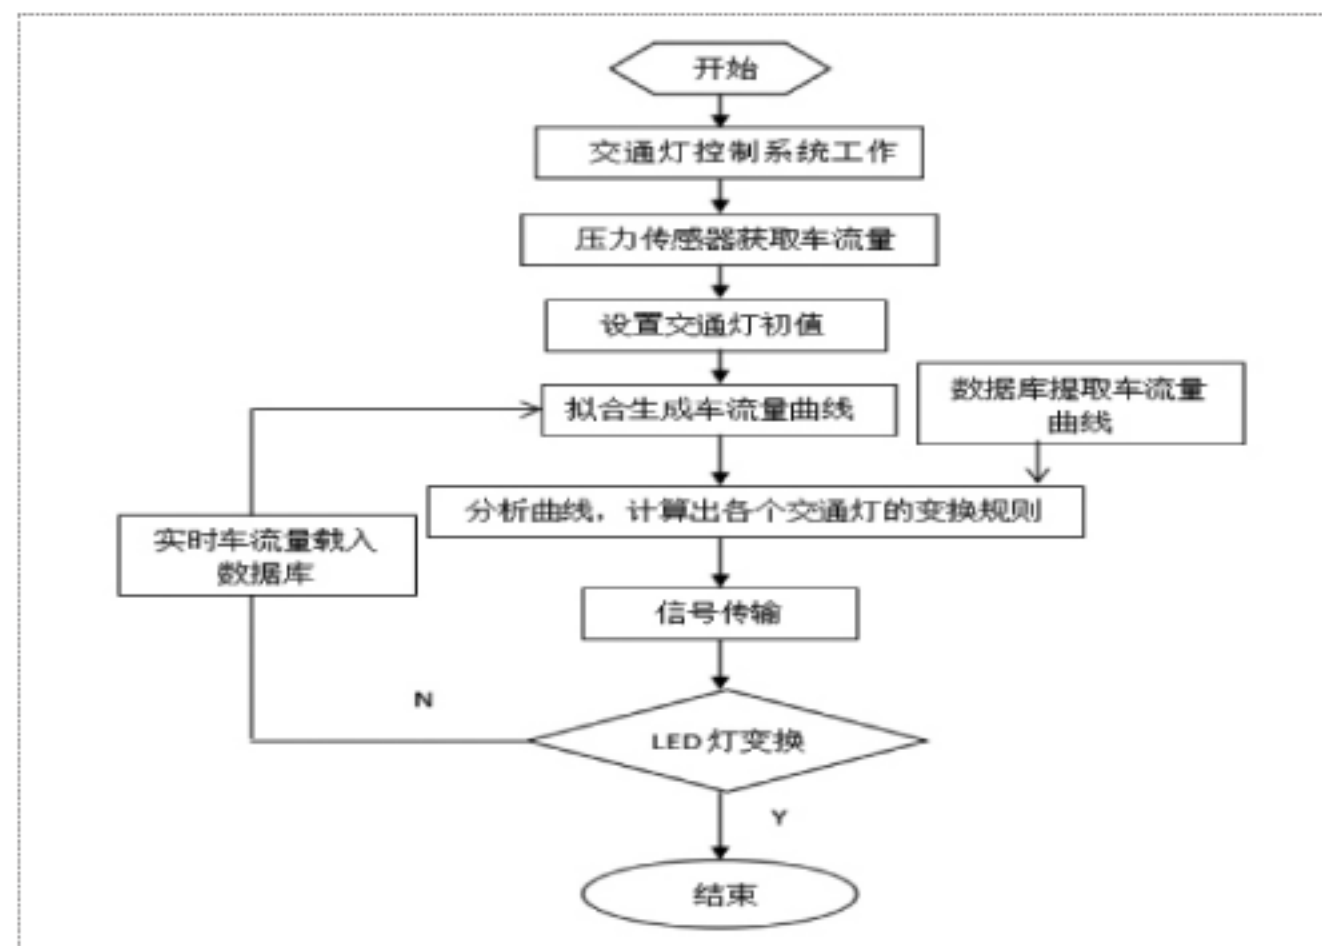 开始
交通灯控制系统工作
压力传感器获取车流量
设置交通灯初值
数据库提取车流量
曲线
拟合生成车流量曲线
分析曲线，计算出各个交通灯的变换规则
实时车流量载入
数据库
信号传输
N
LED灯变换
Y
结束